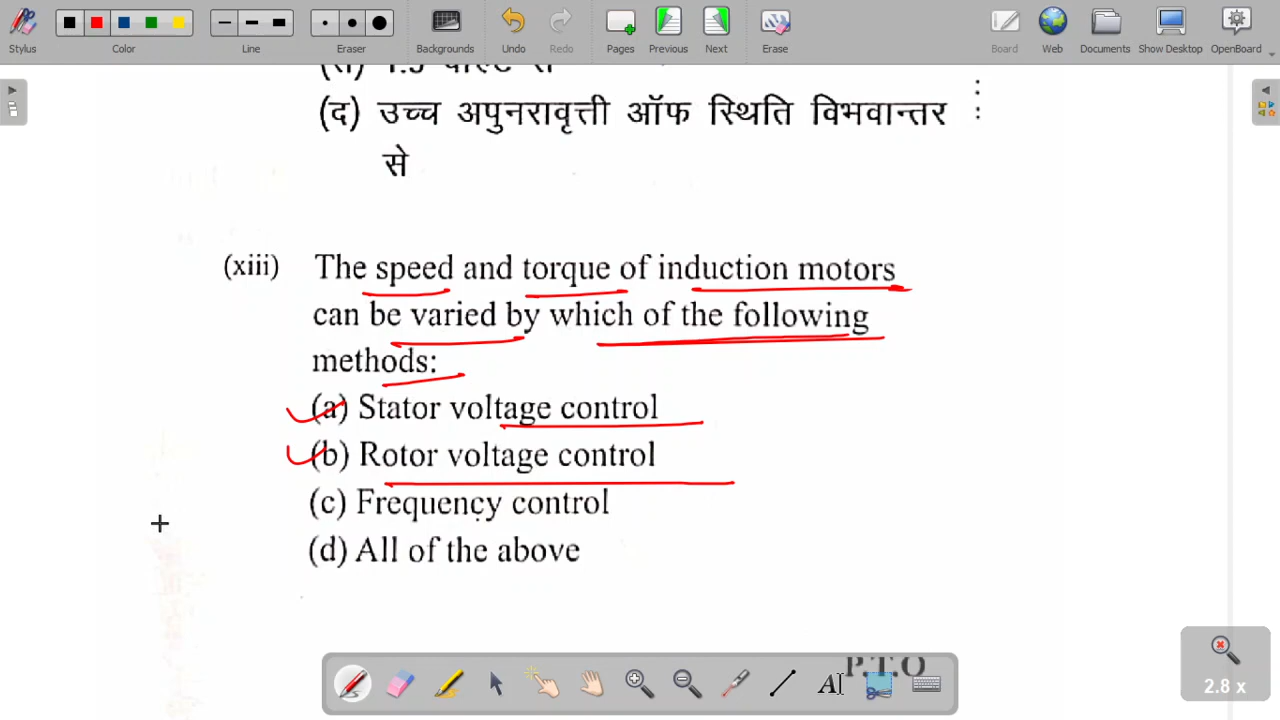 Stylus
Color
Line
Eraser
Backgrounds
Undo
Redo
Pages
Previous
Next
Erase
Board
Web
Documents
Show Desktop
OpenBoard
(द) उच्च अपुनरावृत्ती ऑफ स्थिति विभवान्तर
से
(xiii) The speed and torque of induction motors
can be varied by which of the following
methods:
(a) Stator voltage control
(b) Rotor voltage control
(c) Frequency control
(d) All of the above
P.T.O
2.8 x